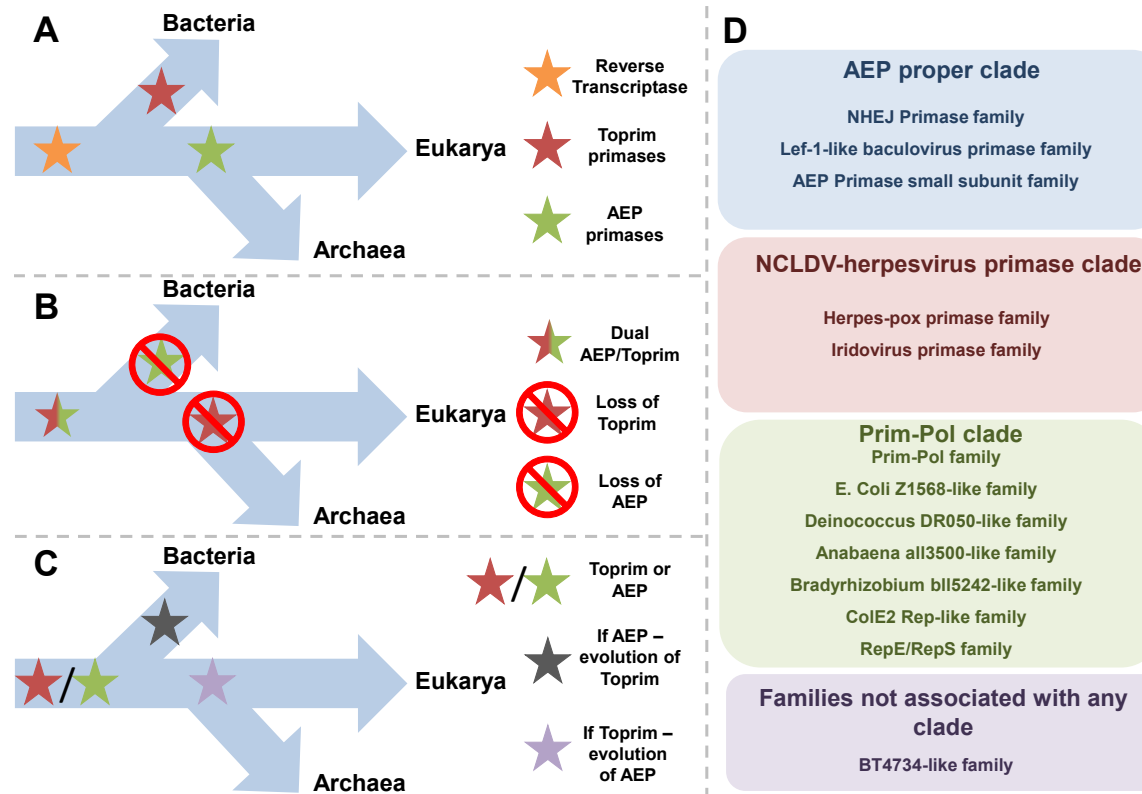 A
Bacteria
Eukarya
Archaea
Reverse
Transcriptase
Toprim
primases
AEP
primases
B
Bacteria
Eukarya
Archaea
Dual
AEP/Toprim
Loss of
Toprim
Loss of
AEP
C
Bacteria
Eukarya
Archaea
/
/
Toprim or
AEP
If AEP –
evolution of
Toprim
If Toprim –
evolution
of AEP
D
AEP proper clade
NHEJ Primase family
Lef-1-like baculovirus primase family
AEP Primase small subunit family
NCLDV-herpesvirus primase clade
Herpes-pox primase family
Iridovirus primase family
Prim-Pol clade
Prim-Pol family
E. Coli Z1568-like family
Deinococcus DR050-like family
Anabaena all3500-like family
Bradyrhizobium bll5242-like family
ColE2 Rep-like family
RepE/RepS family
Families not associated with any
clade
BT4734-like family